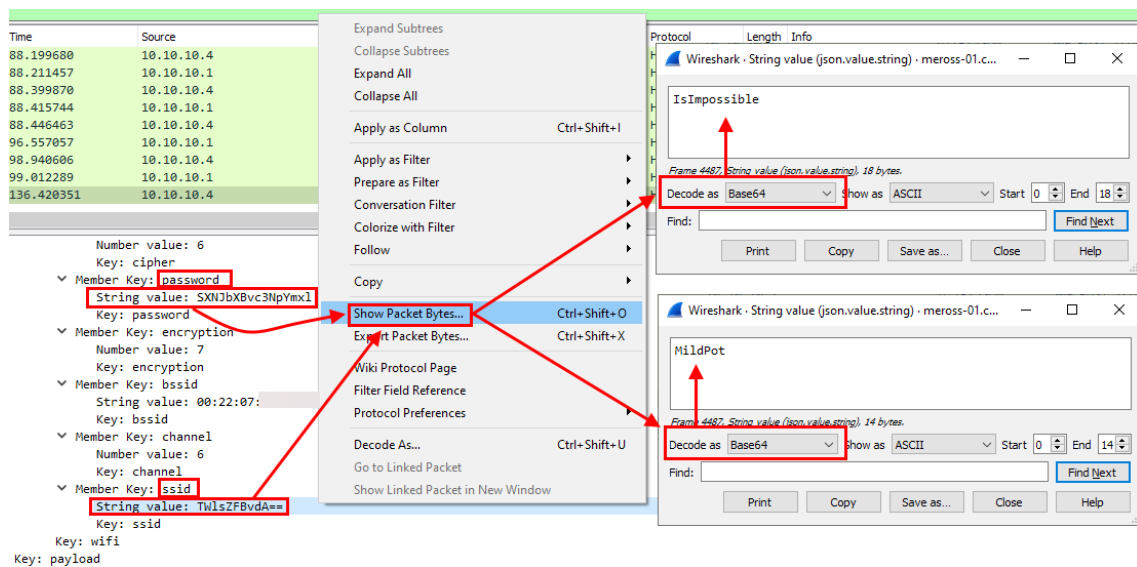 Time Source Protocol Length Info
88.199680 10.10.10.4
88.211457 10.10.10.1
88.399870 10.10.10.4
88.415744 10.10.10.1
88.446463 10.10.10.4
96.557057 10.10.10.1
98.940606 10.10.10.4
99.012289 10.10.10.1
136.420351 10.10.10.4
Number value: 6
Key: cipher
Member Key: password
String value: SXNJbXBvc3NpYmxl
Key: password
Member Key: encryption
Number value: 7
Key: encryption
Member Key: bssid
String value: 00:22:07:
Key: bssid
Member Key: channel
Number value: 6
Key: channel
Member Key: ssid
String value: TWlsZFBvdA==
Key: ssid
Key: wifi
Key: payload
Expand Subtrees
Collapse Subtrees
Expand All
Collapse All
Apply as Column Ctrl+Shift+I
Apply as Filter
Prepare as Filter
Conversation Filter
Colorize with Filter
Follow
Copy
Show Packet Bytes... Ctrl+Shift+O
Export Packet Bytes... Ctrl+Shift+X
Wiki Protocol Page
Filter Field Reference
Protocol Preferences
Decode As... Ctrl+Shift+U
Go to Linked Packet
Show Linked Packet in New Window
Wireshark · String value (json.value.string) · meross-01.c...
IsImpossible
Frame 4487, String value (json.value.string), 18 bytes.
Decode as Base64 Show as ASCII Start 0 End 18
Find: Find Next
Print Copy Save as... Close Help
Wireshark · String value (json.value.string) · meross-01.c...
MildPot
Frame 4487, String value (json.value.string), 14 bytes.
Decode as Base64 Show as ASCII Start 0 End 14
Find: Find Next
Print Copy Save as... Close Help